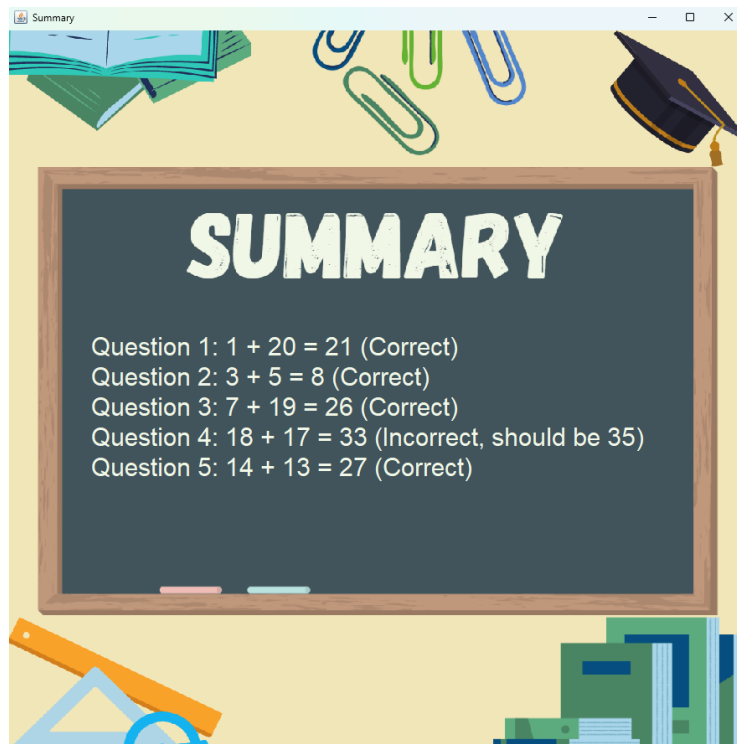 Summary
SUMMARY
Question 1: 1 + 20 = 21 (Correct)
Question 2: 3 + 5 = 8 (Correct)
Question 3: 7 + 19 = 26 (Correct)
Question 4: 18 + 17 = 33 (Incorrect, should be 35)
Question 5: 14 + 13 = 27 (Correct)